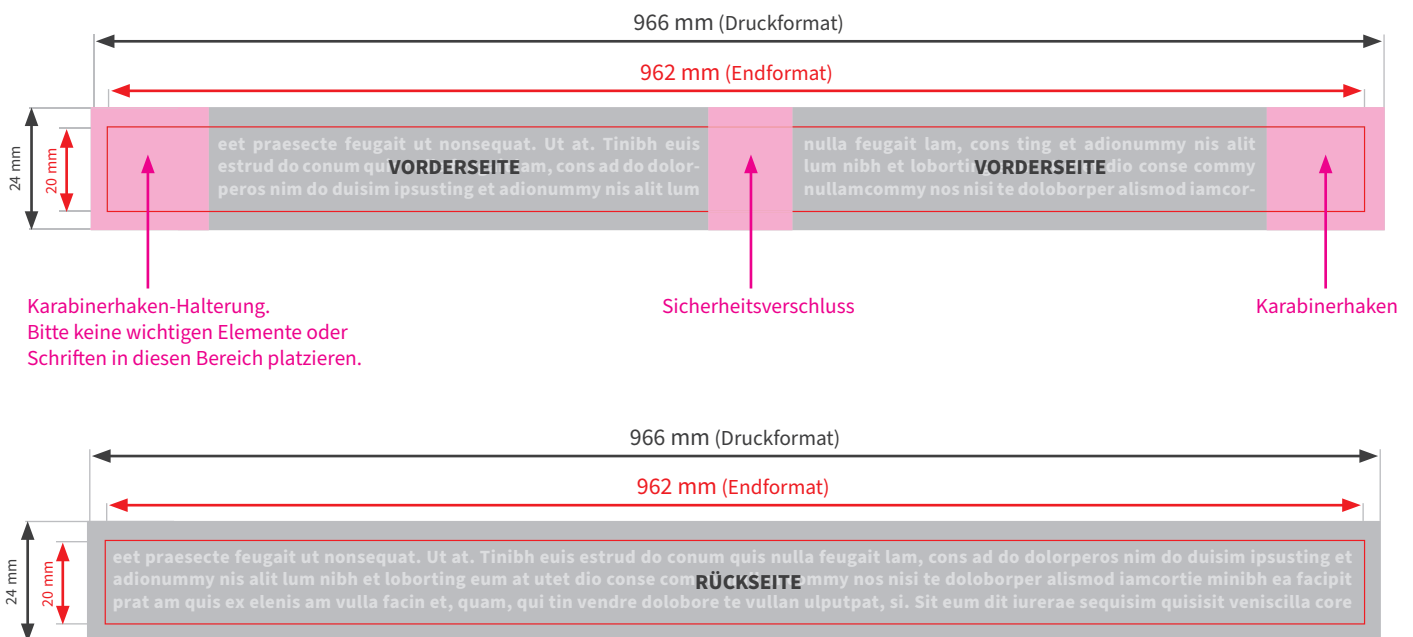 966 mm (Druckformat)
962 mm (Endformat)
24 mm
20 mm
eet praesecte feugait ut nonsequat. Ut at. Tinibh euis
estrud do conum qui VORDERSEITE am, cons ad do dolor-
peros nim do duisim ipsusting et adionummy nis alit lum
nulla feugait lam, cons ting et adionummy nis alit
lum nibh et loborting VORDERSEITE dio conse commy
nullamcommy nos nisi te doloborper alismod iamcor-
Karabinerhaken-Halterung.
Bitte keine wichtigen Elemente oder
Schriften in diesen Bereich platzieren.
Sicherheitsverschluss
Karabinerhaken
966 mm (Druckformat)
962 mm (Endformat)
24 mm
20 mm
eet praesecte feugait ut nonsequat. Ut at. Tinibh euis estrud do conum quisnulla feugait lam, cons ad do dolorperos nim do duisim ipsusting et
adionummy nis alit lum nibh et loborting eum at utet dio conse RÜCKSEITE nos nisi te doloborper alismod iamcortie minibh ea facipit
prat am quis ex elenis am vulla facin et, quam, qui tin vendre dolobore te vullan ulputpat, si. Sit eum dit iurerae sequisim quisisit veniscilla core